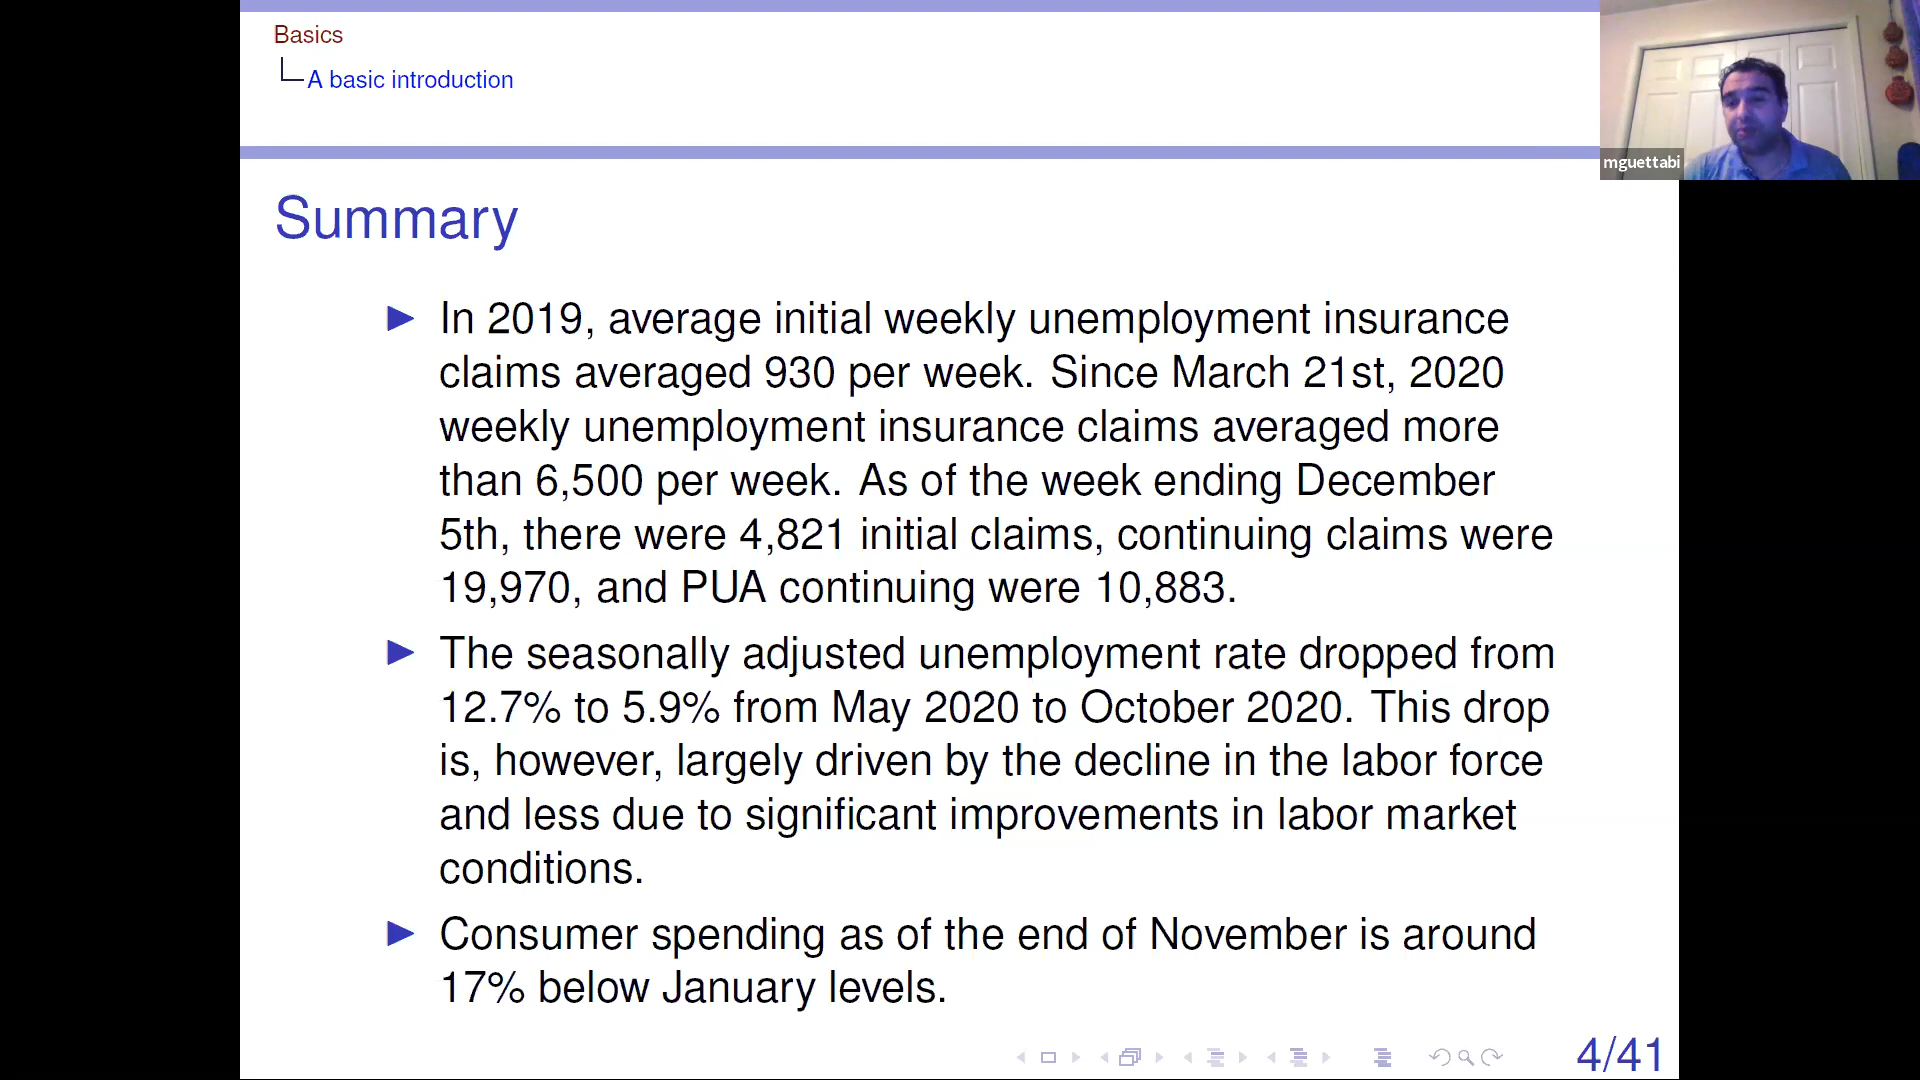 Basics
A basic introduction
mguettabi
Summary
In 2019, average initial weekly unemployment insurance
claims averaged 930 per week. Since March 21st, 2020
weekly unemployment insurance claims averaged more
than 6,500 per week. As of the week ending December
5th, there were 4,821 initial claims, continuing claims were
19,970, and PUA continuing were 10,883.
The seasonally adjusted unemployment rate dropped from
12.7% to 5.9% from May 2020 to October 2020. This drop
is, however, largely driven by the decline in the labor force
and less due to significant improvements in labor market
conditions.
Consumer spending as of the end of November is around
17% below January levels.
4/41